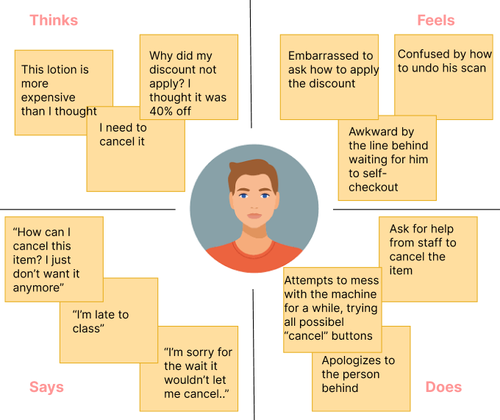 Thinks
This lotion is
more
expensive
than I thought
Why did my
discount not
apply? I
thought it was
40% off
I need to
cancel it
Feels
Embarrassed to
ask how to apply
the discount
Confused by how
to undo his scan
Awkward by
the line behind
waiting for him
to self-
checkout
“How can I
cancel this
item? I just
don’t want it
anymore”
“I’m late to
class”
“I’m sorry for
the wait it
wouldn’t let
me cancel..”
Says
Ask for help
from staff to
cancel the
item
Attempts to mess
with the machine
for a while, trying
all possibel
“cancel” buttons
Apologizes to
the person
behind
Does